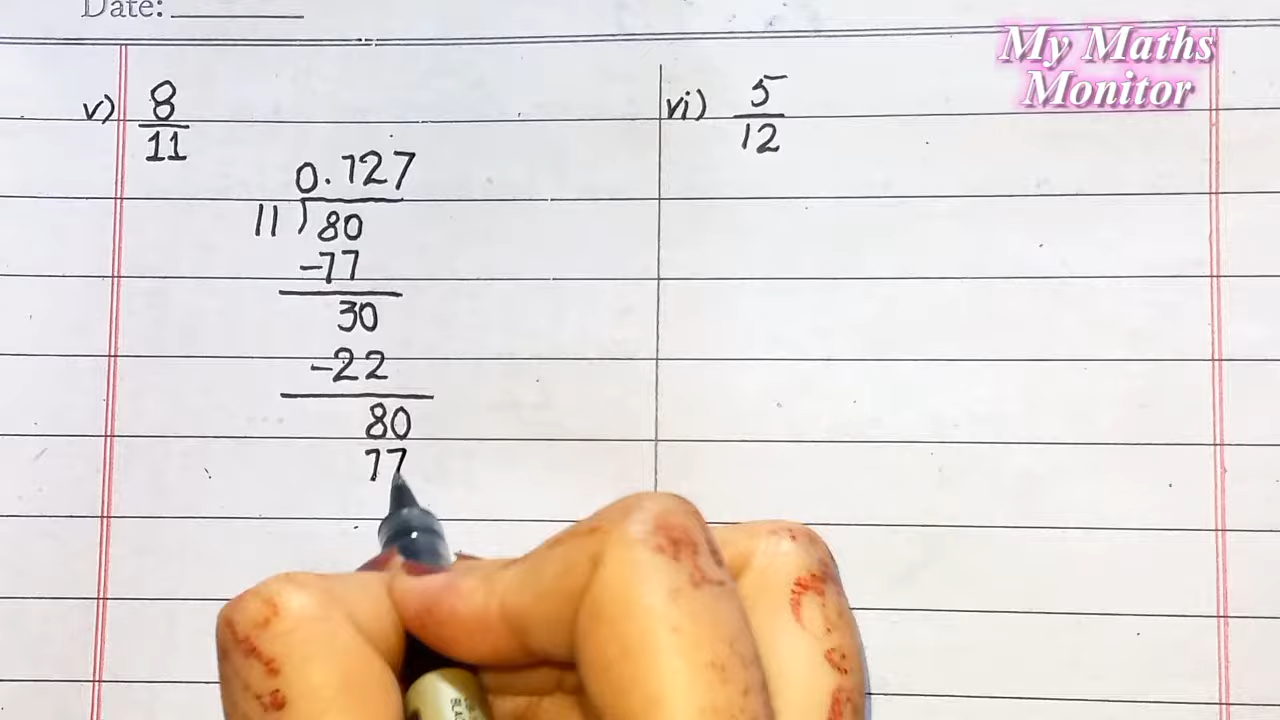 Date:
My Maths
Monitor
v) 8/11
0.727
11 ) 80
-77
30
-22
80
77
vi) 5/12